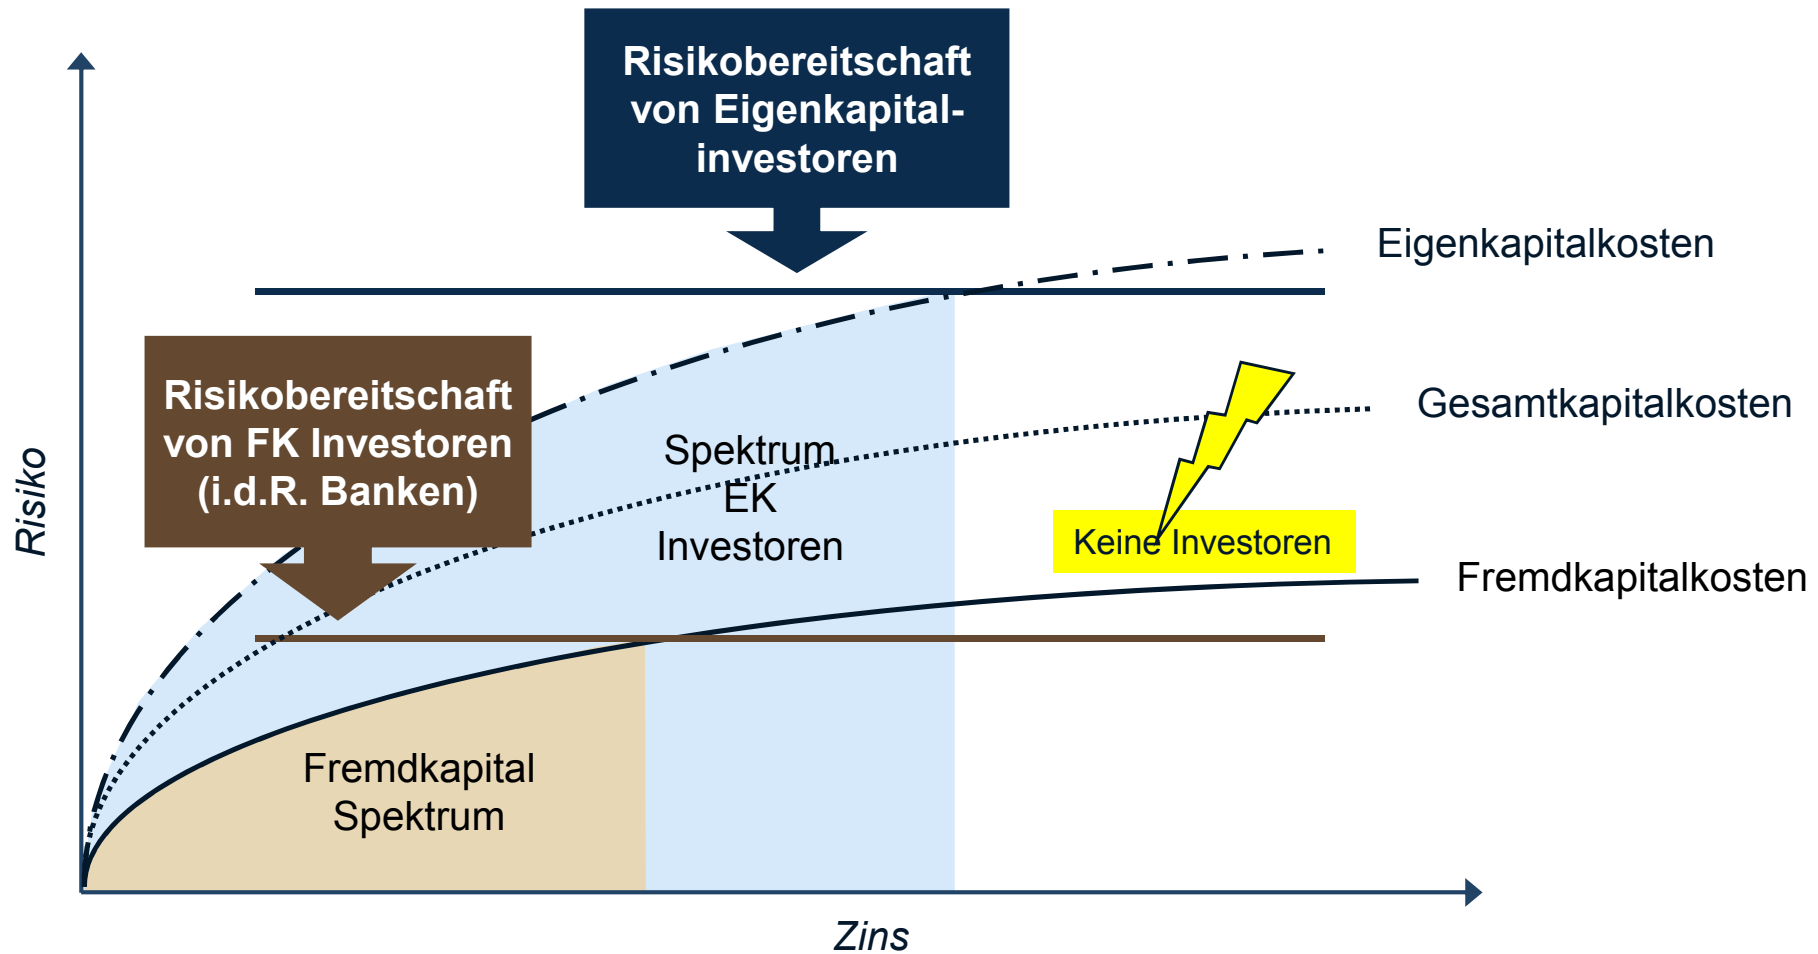 Risikobereitschaft
von Eigenkapital-
investoren
Eigenkapitalkosten
Risikobereitschaft
von FK Investoren
(i.d.R. Banken)
Gesamtkapitalkosten
Spektrum
EK
Investoren
Keine Investoren
Fremdkapitalkosten
Risiko
Fremdkapital
Spektrum
Zins